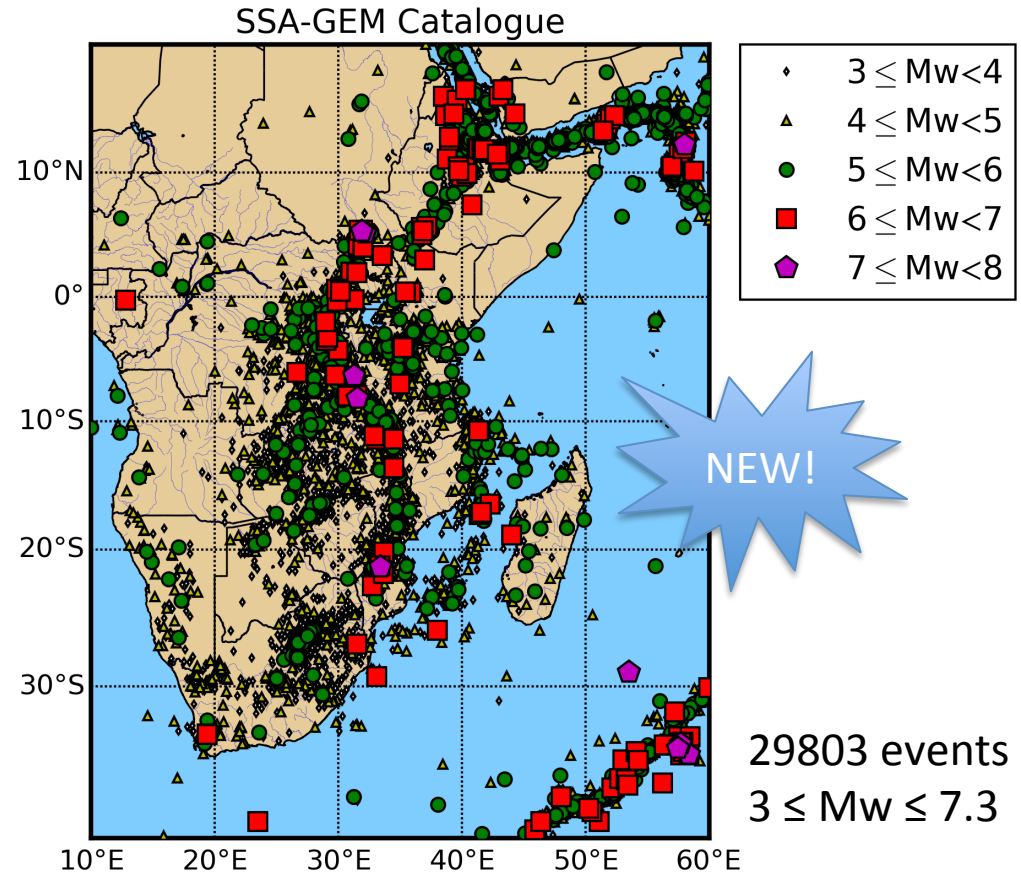 SSA-GEM Catalogue
3 ≤ Mw<4
4 ≤ Mw<5
5 ≤ Mw<6
6 ≤ Mw<7
7 ≤ Mw<8
10°N
0°
10°S
20°S
30°S
10°E 20°E 30°E 40°E 50°E 60°E
NEW!
29803 events
3 ≤ Mw ≤ 7.3